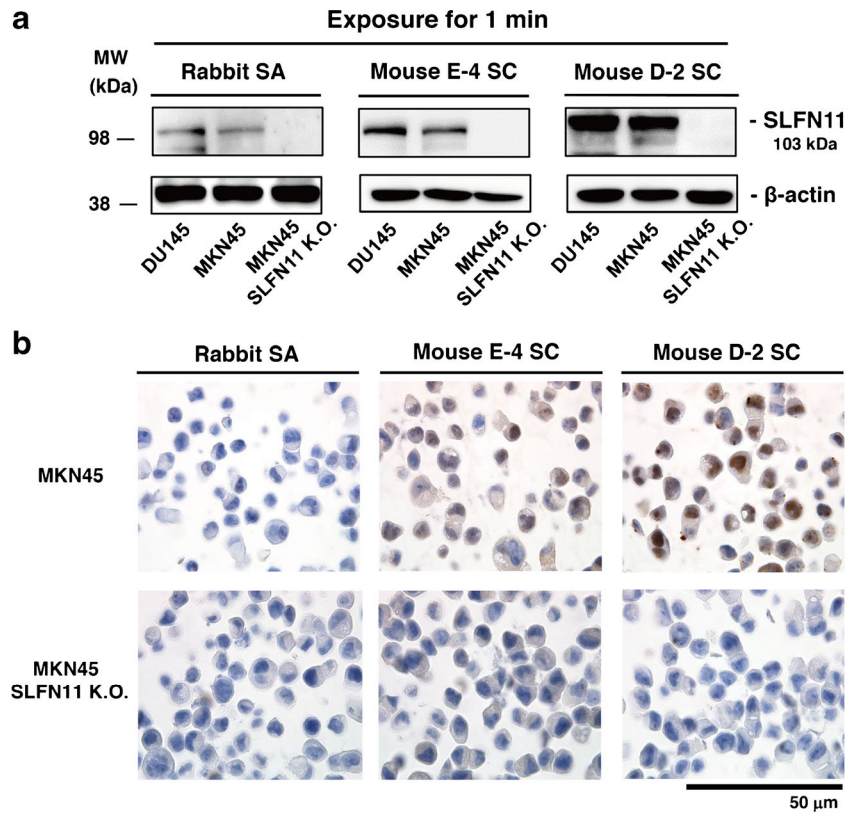 a
Exposure for 1 min
MW
(kDa)
Rabbit SA
Mouse E-4 SC
Mouse D-2 SC
98 —
- SLFN11
103 kDa
38 —
- β-actin
DU145
MKN45
MKN45
SLFN11 K.O.
DU145
MKN45
MKN45
SLFN11 K.O.
DU145
MKN45
MKN45
SLFN11 K.O.
b
Rabbit SA
Mouse E-4 SC
Mouse D-2 SC
MKN45
MKN45
SLFN11 K.O.
50 µm